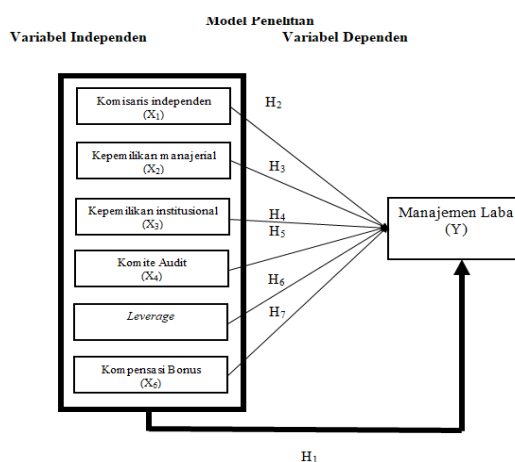 Model Penelitian
Variabel Independen Variabel Dependen
Komisaris independen
(X1)
H2
Kepemilikan manajerial
(X2)
H3
Kepemilikan institusional
(X3)
H4
H5
Manajemen Laba
(Y)
Komite Audit
(X4)
H6
Leverage
H7
Kompensasi Bonus
(X6)
H1